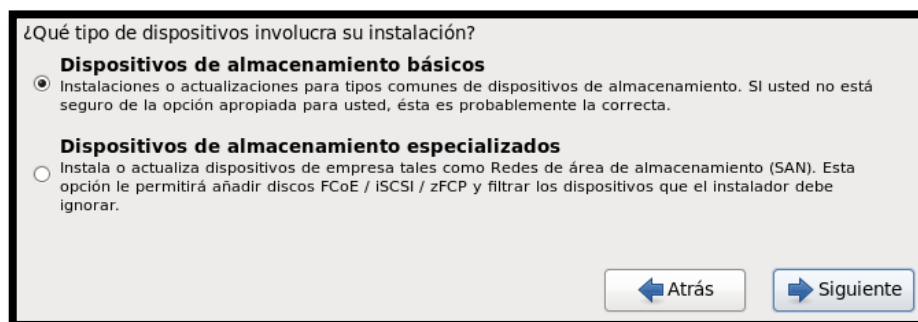 ¿Qué tipo de dispositivos involucra su instalación?
Dispositivos de almacenamiento básicos
Instalaciones o actualizaciones para tipos comunes de dispositivos de almacenamiento. SI usted no está
seguro de la opción apropiada para usted, ésta es probablemente la correcta.
Dispositivos de almacenamiento especializados
Instala o actualiza dispositivos de empresa tales como Redes de área de almacenamiento (SAN). Esta
opción le permitirá añadir discos FCoE / iSCSI / zFCP y filtrar los dispositivos que el instalador debe
ignorar.
Atrás
Siguiente